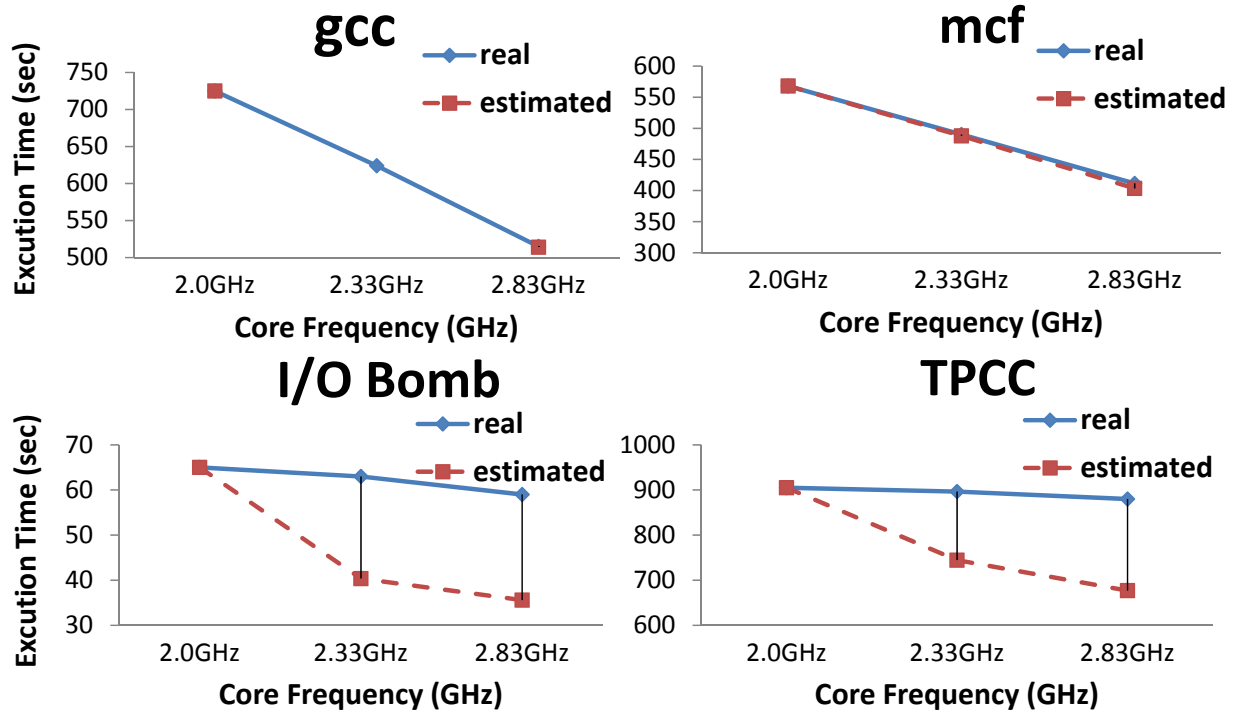 gcc
real
estimated
Excution Time (sec)
750
700
650
600
550
500
2.0GHz
2.33GHz
2.83GHz
Core Frequency (GHz)
mcf
real
estimated
600
550
500
450
400
350
300
2.0GHz
2.33GHz
2.83GHz
Core Frequency (GHz)
I/O Bomb
real
estimated
Excution Time (sec)
70
60
50
40
30
2.0GHz
2.33GHz
2.83GHz
Core Frequency (GHz)
TPCC
real
estimated
1000
900
800
700
600
2.0GHz
2.33GHz
2.83GHz
Core Frequency (GHz)